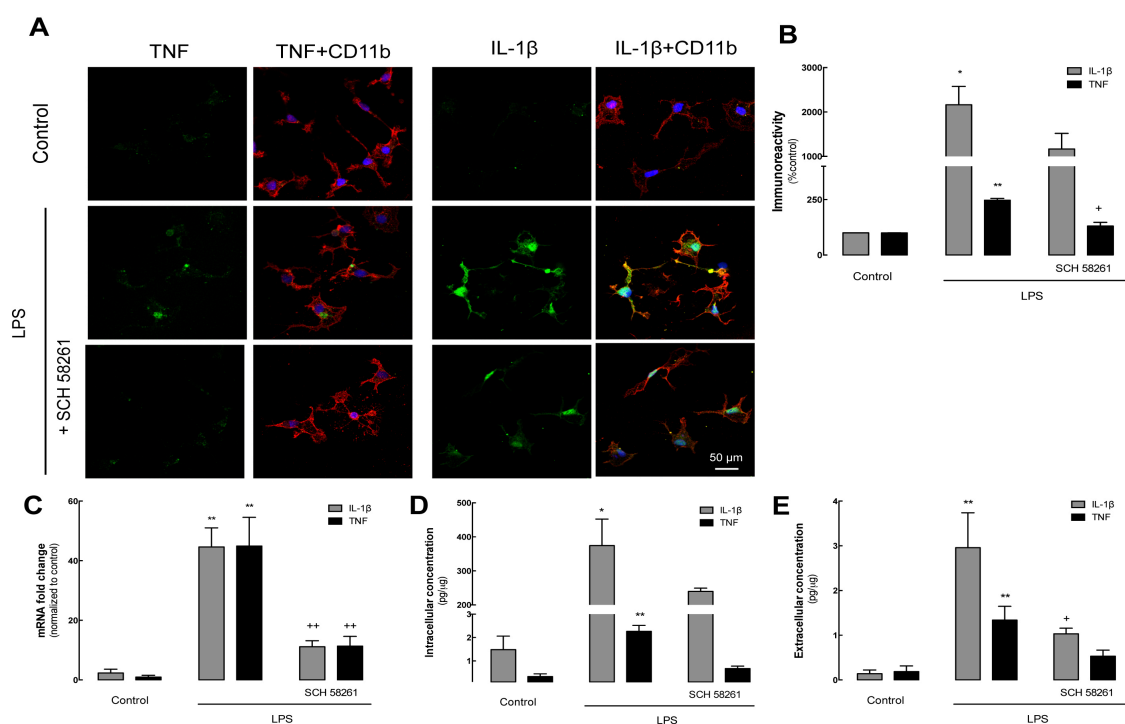 A
TNF
TNF+CD11b
IL-1β
IL-1β+CD11b
Control
LPS
+ SCH 58261
50 µm
B
Immunoreactivity
(%control)
3000
2000
1000
250
0
*
**
+
IL-1β
TNF
Control
SCH 58261
LPS
C
mRNA fold change
(normalized to control)
60
40
20
0
**
**
++
++
IL-1β
TNF
Control
SCH 58261
LPS
D
Intracellular concentration
(pg/µg)
500
400
300
200
3
2
1
*
**
IL-1β
TNF
Control
SCH 58261
LPS
E
Extracellular concentration
(pg/µg)
4
3
2
1
0
**
**
+
IL-1β
TNF
Control
SCH 58261
LPS